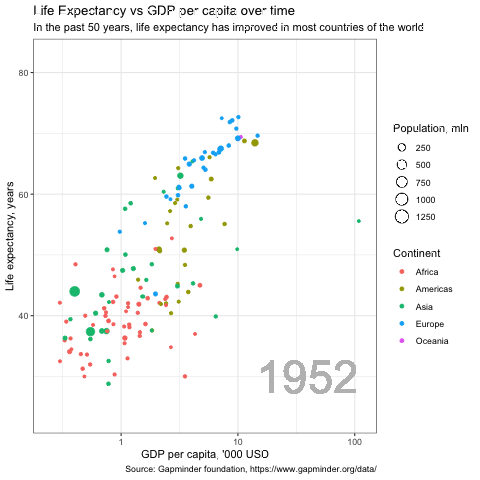 Life Expectancy vs GDP per capita over time
In the past 50 years, life expectancy has improved in most countries of the world
80
60
40
Life expectancy, years
1952
1
10
100
GDP per capita, '000 USD
Source: Gapminder foundation, https://www.gapminder.org/data/
Population, mln
250
500
750
1000
1250
Continent
Africa
Americas
Asia
Europe
Oceania